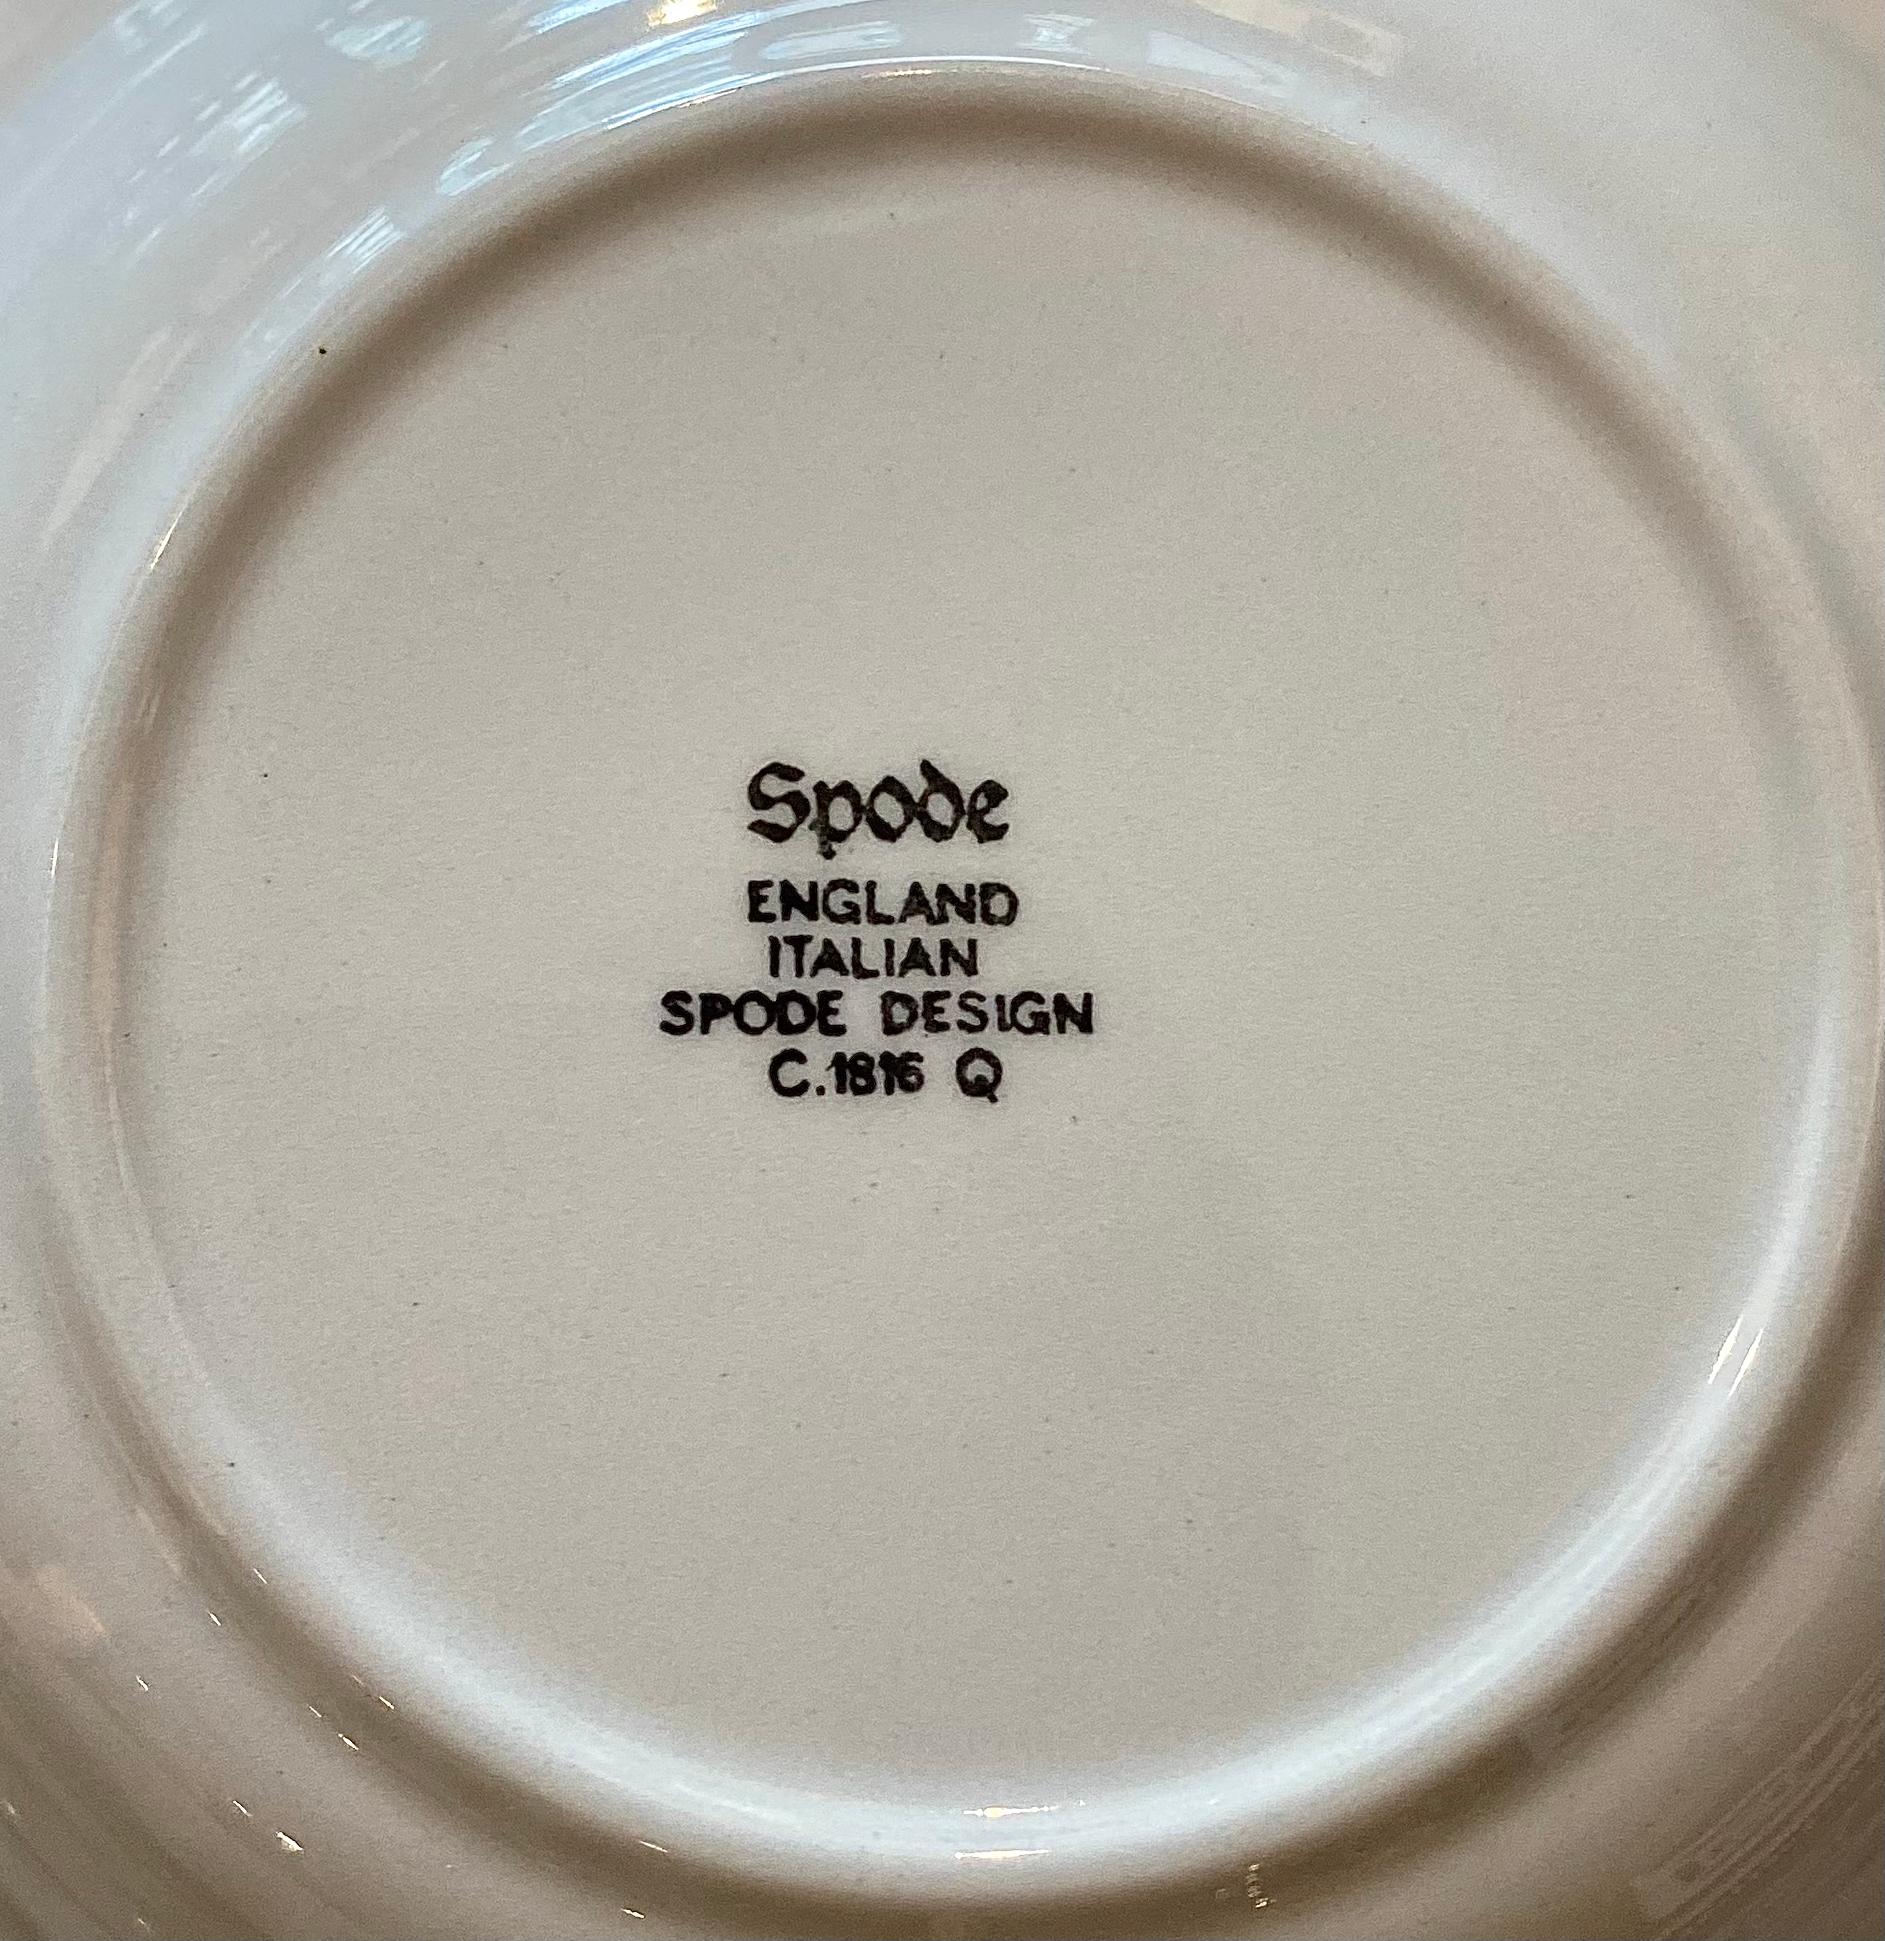 Spode
ENGLAND
ITALIAN
SPODE DESIGN
C.1816 Q